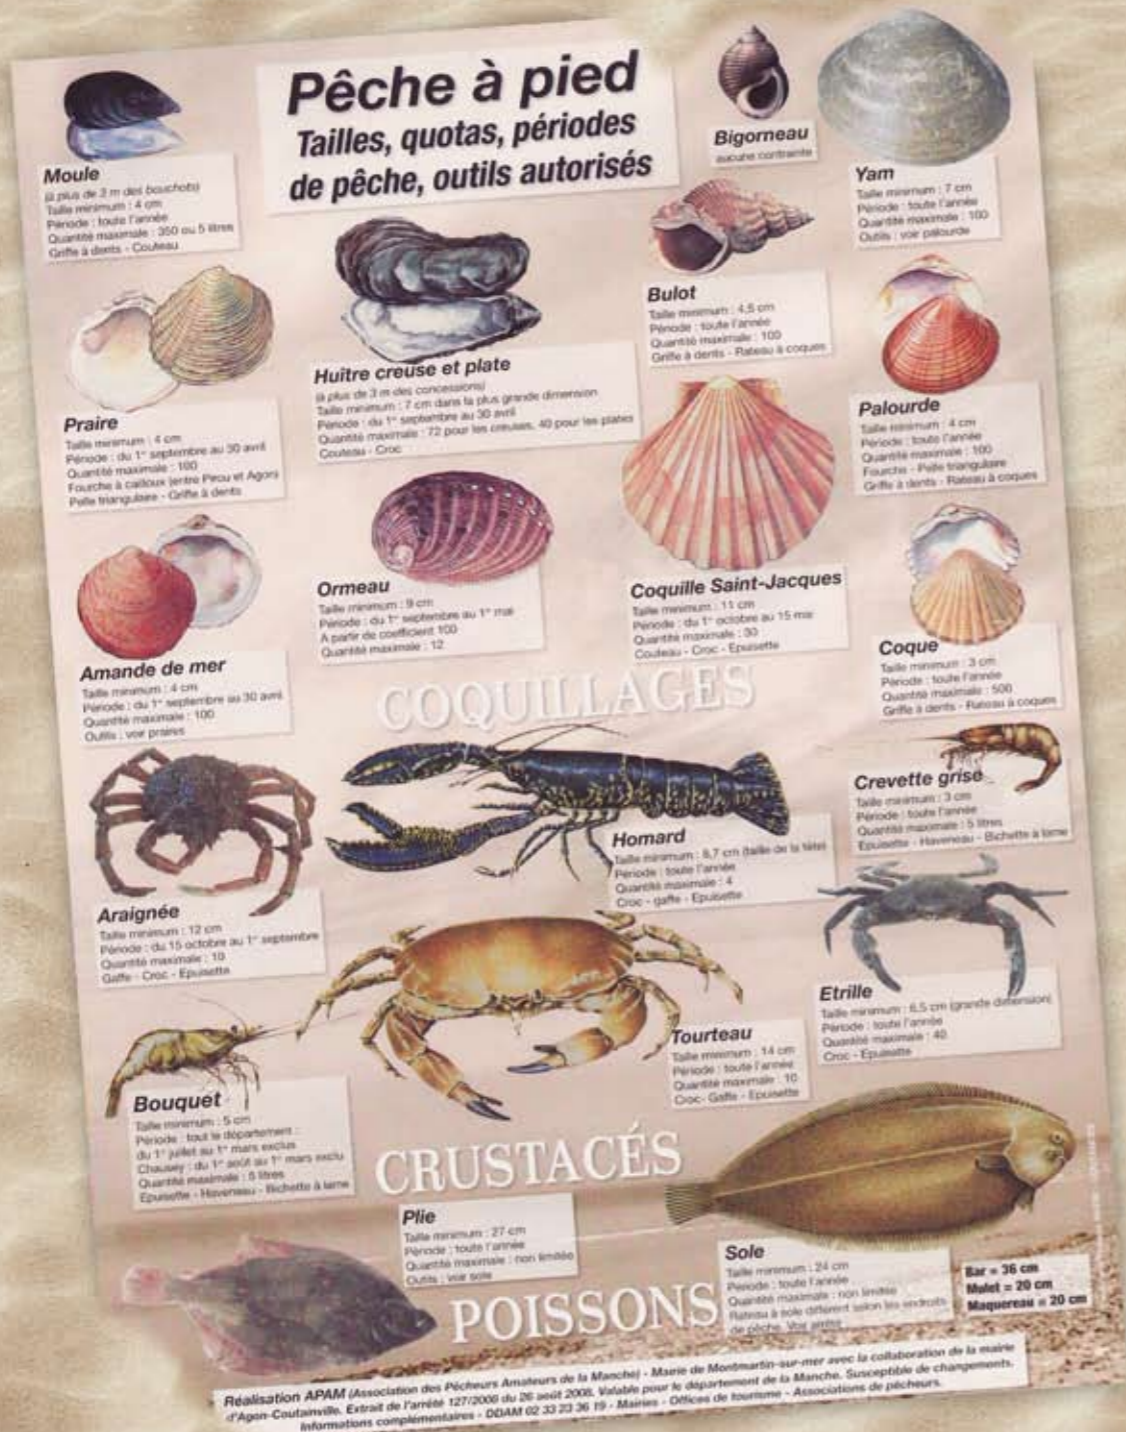 Pêche à pied
Tailles, quotas, périodes
de pêche, outils autorisés
Moule
(à plus de 3 m des bouchots)
Taille minimum : 4 cm
Période : toute l'année
Quantité maximale : 350 ou 5 litres
Griffe à dents - Couteau
Bigorneau
aucune contrainte
Yam
Taille minimum : 7 cm
Période : toute l'année
Quantité maximale : 100
Outils : voir palourde
Praire
Taille minimum : 4 cm
Période : du 1er septembre au 30 avril
Quantité maximale : 100
Fourche à cailloux (entre Pirou et Agon)
Pelle triangulaire - Griffe à dents
Huître creuse et plate
(à plus de 3 m des concessions)
Taille minimum : 7 cm dans la plus grande dimension
Période : du 1er septembre au 30 avril
Quantité maximale : 72 pour les creuses, 40 pour les plates
Couteau - Croc
Bulot
Taille minimum : 4,5 cm
Période : toute l'année
Quantité maximale : 100
Griffe à dents - Rateau à coques
Palourde
Taille minimum : 4 cm
Période : toute l'année
Quantité maximale : 100
Fourche - Pelle triangulaire
Griffe à dents - Rateau à coques
Amande de mer
Taille minimum : 4 cm
Période : du 1er septembre au 30 avril
Quantité maximale : 100
Outils : voir praires
Ormeau
Taille minimum : 9 cm
Période : du 1er septembre au 1er mai
A partir de coefficient 100
Quantité maximale : 12
Coquille Saint-Jacques
Taille minimum : 11 cm
Période : du 1er octobre au 15 mai
Quantité maximale : 30
Couteau - Croc - Epuisette
Coque
Taille minimum : 3 cm
Période : toute l'année
Quantité maximale : 500
Griffe à dents - Rateau à coques
COQUILLAGES
Araignée
Taille minimum : 12 cm
Période : du 15 octobre au 1er septembre
Quantité maximale : 10
Gaffe - Croc - Epuisette
Homard
Taille minimum : 8,7 cm (taille de la tête)
Période : toute l'année
Quantité maximale : 4
Croc - gaffe - Epuisette
Crevette grise
Taille minimum : 3 cm
Période : toute l'année
Quantité maximale : 5 litres
Epuisette - Haveneau - Bichette à lame
Etrille
Taille minimum : 6,5 cm (grande dimension)
Période : toute l'année
Quantité maximale : 40
Croc - Epuisette
Tourteau
Taille minimum : 14 cm
Période : toute l'année
Quantité maximale : 10
Croc- Gaffe - Epuisette
Bouquet
Taille minimum : 5 cm
Période : tout le département :
du 1er juillet au 1er mars exclus
Chausey : du 1er août au 1er mars exclu
Quantité maximale : 5 litres
Epuisette - Haveneau - Bichette à lame
CRUSTACÉS
Plie
Taille minimum : 27 cm
Période : toute l'année
Quantité maximale : non limitée
Outils : voir sole
Sole
Taille minimum : 24 cm
Période : toute l'année
Quantité maximale : non limitée
Rateau à sole différent selon les endroits
de pêche. Voir arrêté
Bar = 36 cm
Mulet = 20 cm
Maquereau = 20 cm
POISSONS
Réalisation APAM (Association des Pêcheurs Amateurs de la Manche) - Mairie de Montmartin-sur-mer avec la collaboration de la mairie
d'Agon-Coutainville. Extrait de l'arrêté 127/2008 du 26 août 2008. Valable pour le département de la Manche. Susceptible de changements.
Informations complémentaires - DDAM 02 33 23 36 19 - Mairies - Offices de tourisme - Associations de pêcheurs.